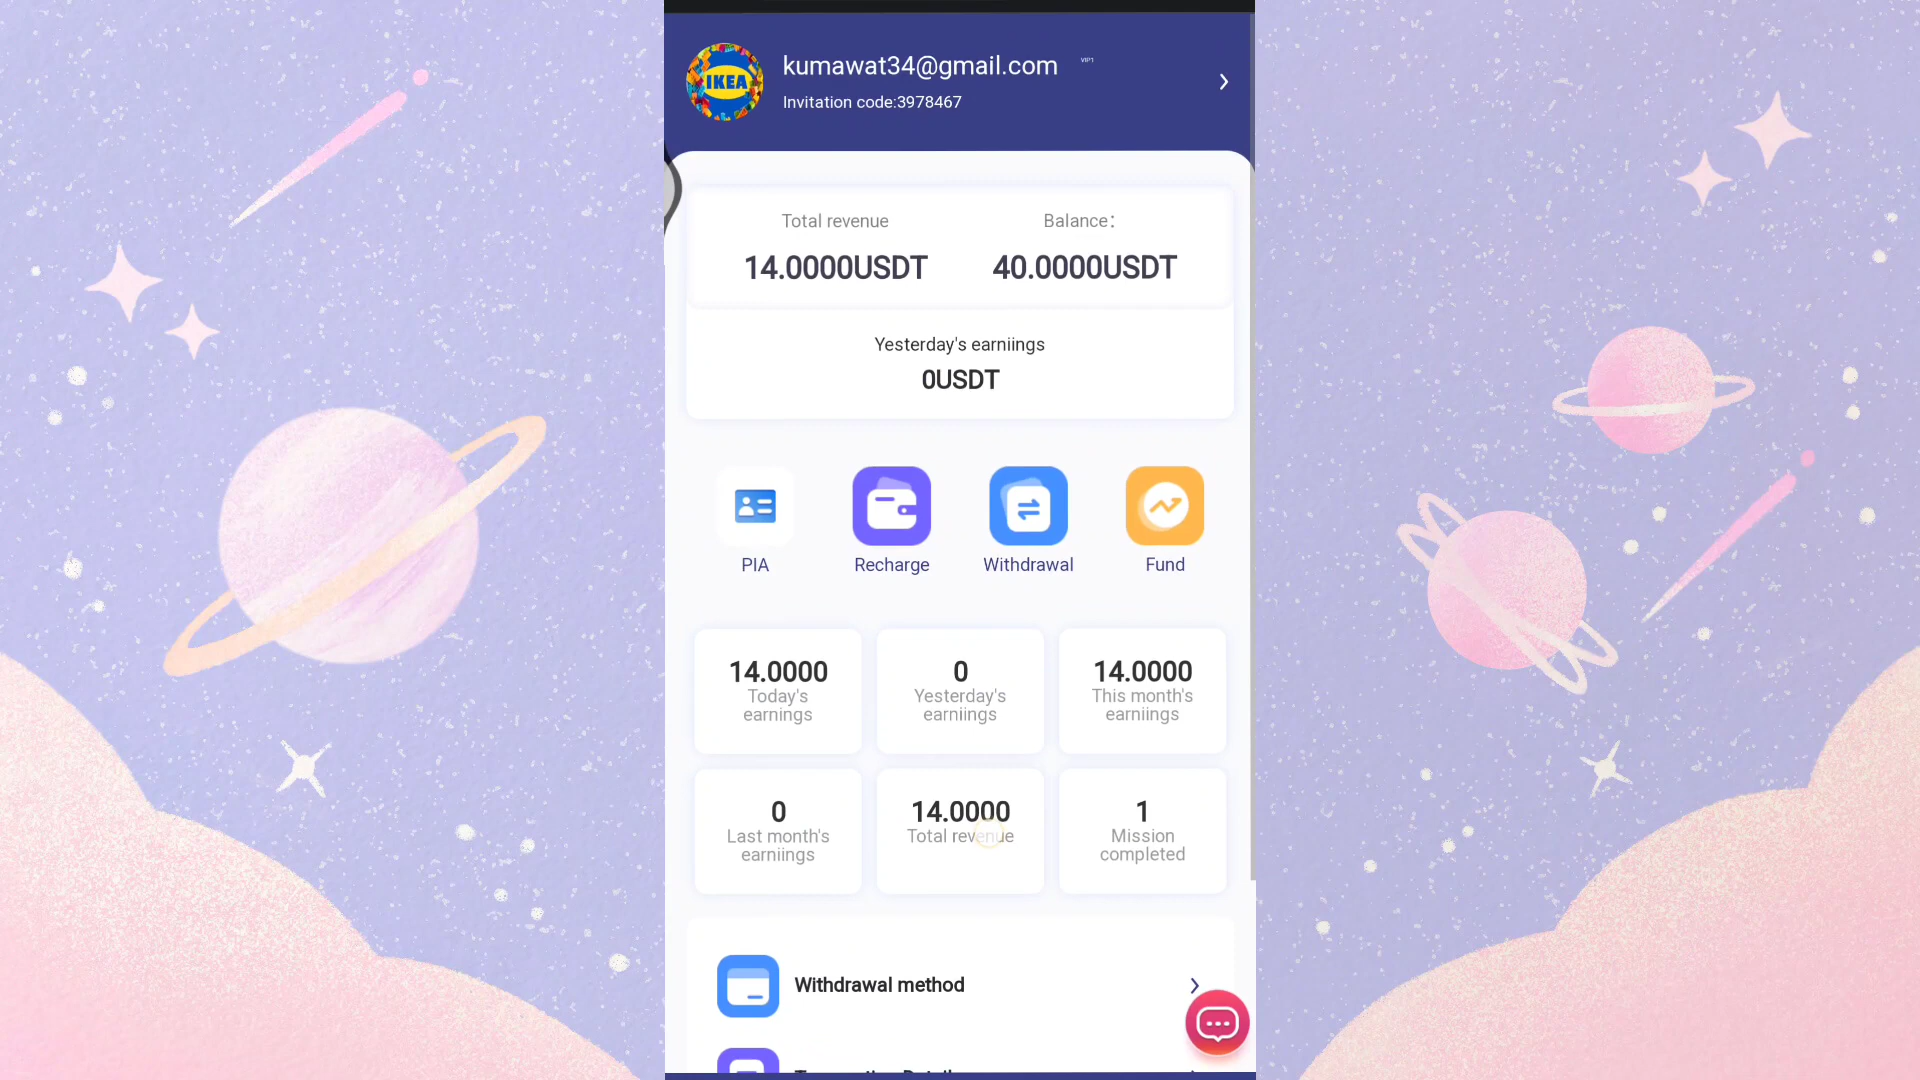 IKEA
kumawat34@gmail.com VIP1
Invitation code:3978467
Total revenue Balance:
14.0000USDT 40.0000USDT
Yesterday's earniings
0USDT
PIA Recharge Withdrawal Fund
14.0000 0 14.0000
Today's Yesterday's This month's
earnings earniings earniings
0 14.0000 1
Last month's Total revenue Mission
earniings completed
Withdrawal method